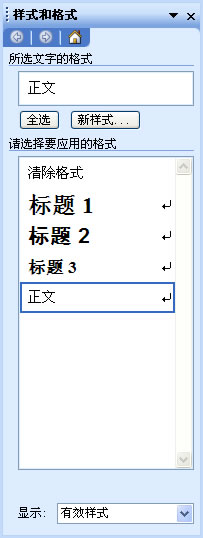 样式和格式
所选文字的格式
正文
全选 新样式...
请选择要应用的格式
清除格式
标题 1
标题 2
标题 3
正文
显示: 有效样式